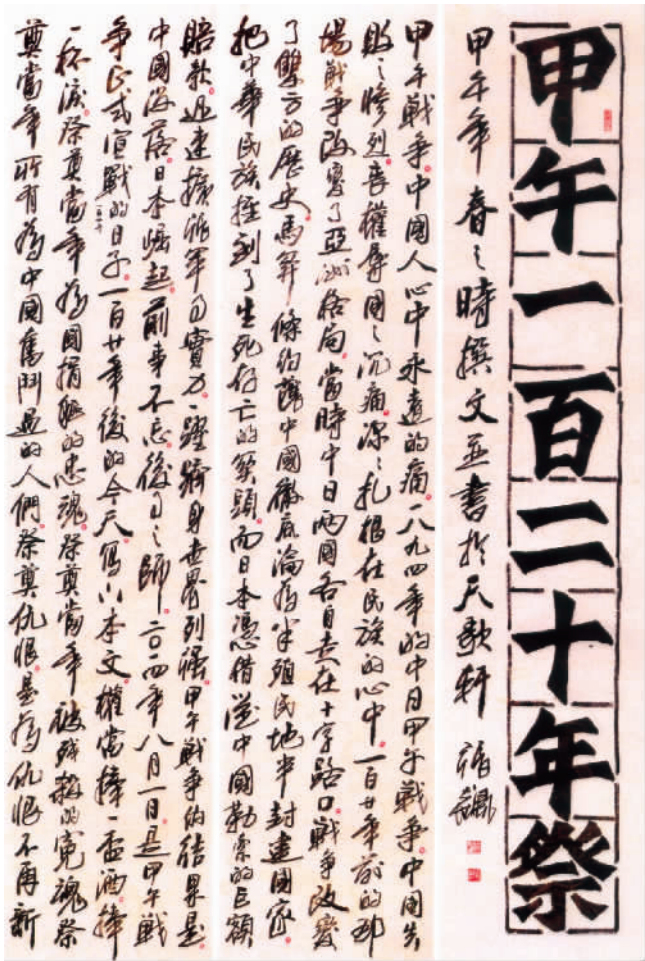 甲午一百二十年祭
甲午年春之時撰文並書於天歌軒
甲午戰爭。中國人心中永遠的痛。一八九四年的中日甲午戰爭。中國失
敗之慘烈。喪權辱國之沉痛。深深扎根在民族的心中。一百廿年前的那
場戰爭改變了亞洲格局。當時中日兩國各自走在十字路口。戰爭改變
了雙方的歷史。馬關條約讓中國徹底淪為半殖民地半封建國家。
把中華民族推到了生死存亡的關頭。而日本憑借從中國勒索的巨額
賠款。迅速擴張軍事實力。一躍躋身世界列強。甲午戰爭的結果是。
中國沒落日本崛起。前事不忘。後事之師。二〇一四年八月一日。是甲午戰
爭正式宣戰的日子。一百廿年後的今天。寫下本文。權當捧一盃酒。捧
一杯淚。祭奠當年為國捐軀的忠魂。祭奠當年被殘殺的冤魂。祭
奠當年所有為中國奮鬥過的人們。祭奠仇恨。是為仇恨不再新